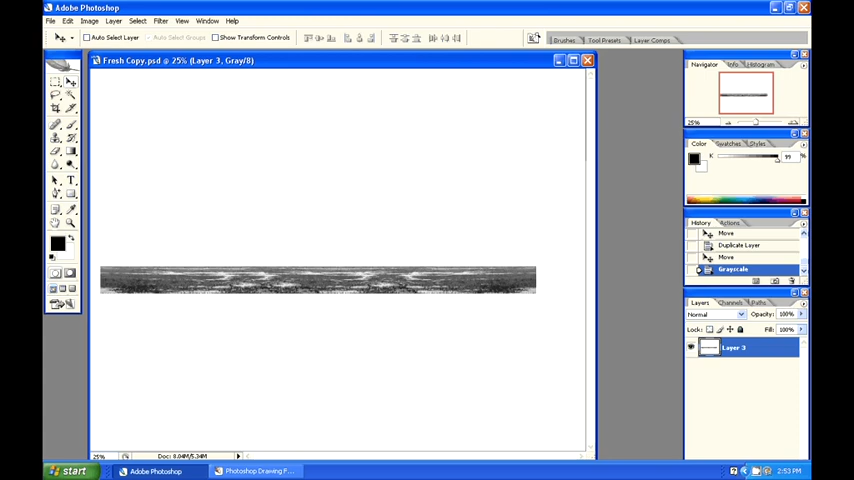 Adobe Photoshop
File Edit Image Layer Select Filter View Window Help
Auto Select Layer Auto Select Groups Show Transform Controls
Brushes Tool Presets Layer Comps
Fresh Copy.psd @ 25% (Layer 3, Gray/8)
Navigator Info Histogram
25%
Color Swatches Styles
K 99 %
History Actions
Move
Duplicate Layer
Move
Grayscale
Layers Channels Paths
Normal Opacity: 100%
Lock: Fill: 100%
Layer 3
25% Doc: 8.04M/5.34M
start Adobe Photoshop Photoshop Drawing P... 2:53 PM